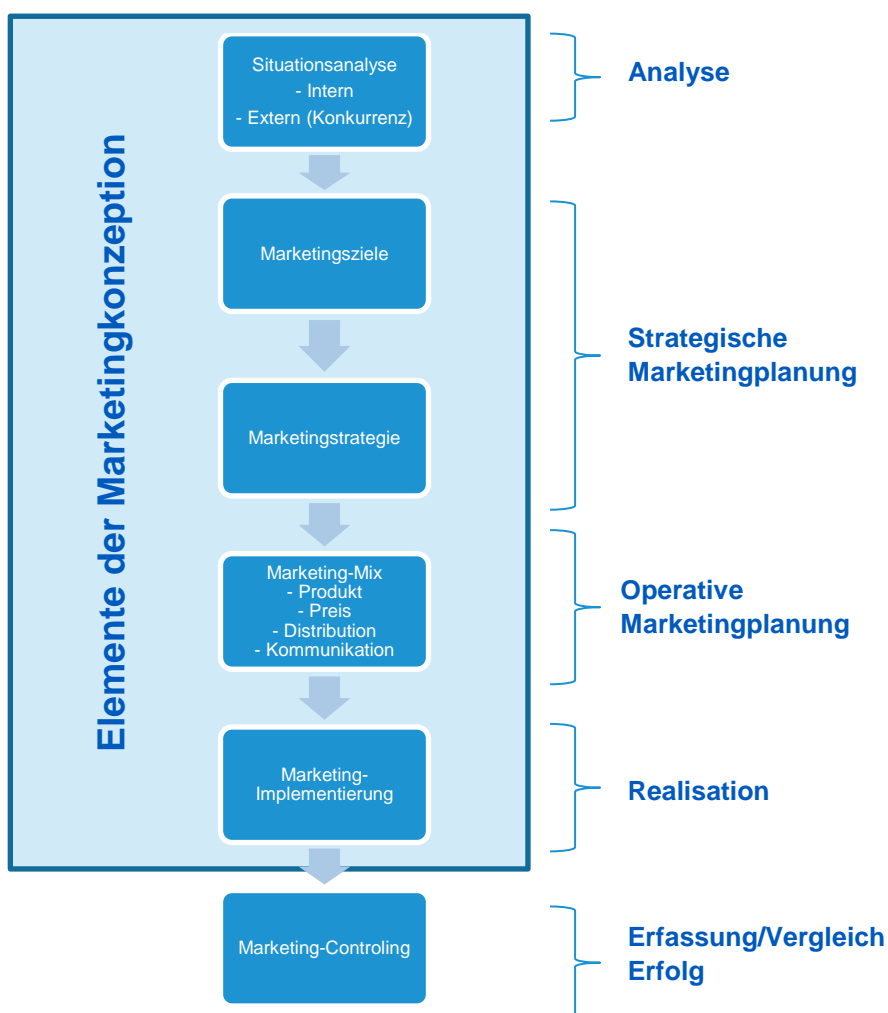 Elemente der Marketingkonzeption
Situationsanalyse
- Intern
- Extern (Konkurrenz)
Analyse
Marketingsziele
Strategische
Marketingplanung
Marketingstrategie
Marketing-Mix
- Produkt
- Preis
- Distribution
- Kommunikation
Operative
Marketingplanung
Marketing-
Implementierung
Realisation
Marketing-Controling
Erfassung/Vergleich
Erfolg